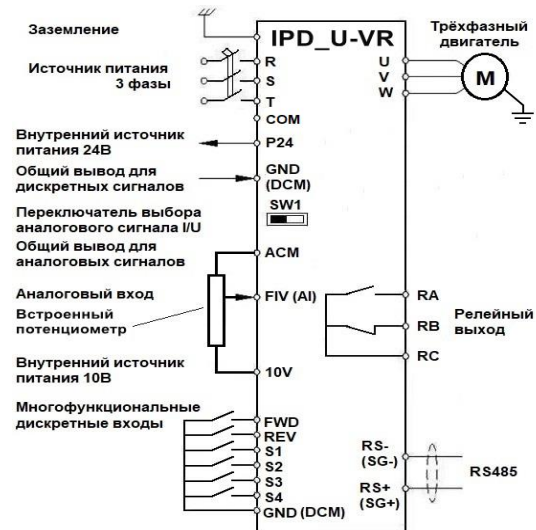 Заземление
IPD_U-VR
Трёхфазный
двигатель
Источник питания
3 фазы
R
S
T
U
V
W
M
COM
Внутренний источник
питания 24В
P24
Общий вывод для
дискретных сигналов
GND
(DCM)
Переключатель выбора
аналогового сигнала I/U
SW1
Общий вывод для
аналоговых сигналов
ACM
Аналоговый вход
FIV (AI)
Встроенный
потенциометр
RA
RB
RC
Релейный
выход
Внутренний источник
питания 10В
10V
Многофункциональные
дискретные входы
FWD
REV
S1
S2
S3
S4
GND (DCM)
RS-
(SG-)
RS+
(SG+)
RS485